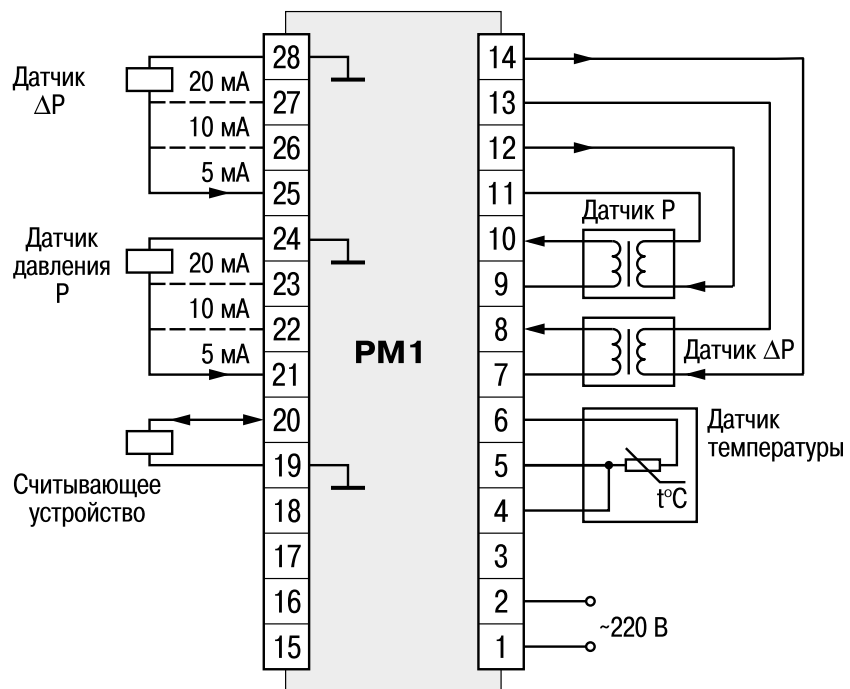 Датчик
ΔP
20 мА
10 мА
5 мА
Датчик
давления
Р
20 мА
10 мА
5 мА
Считывающее
устройство
28
27
26
25
24
23
22
21
20
19
18
17
16
15
РМ1
14
13
12
11
10
9
8
7
6
5
4
3
2
1
Датчик Р
Датчик ΔP
Датчик
температуры
t°C
~220 В